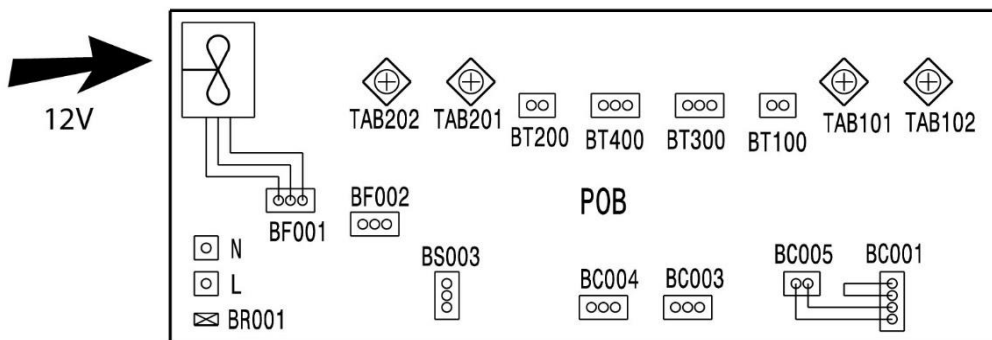 12V
TAB202
TAB201
BT200
BT400
BT300
BT100
TAB101
TAB102
BF001
BF002
POB
N
L
BR001
BS003
BC004
BC003
BC005
BC001